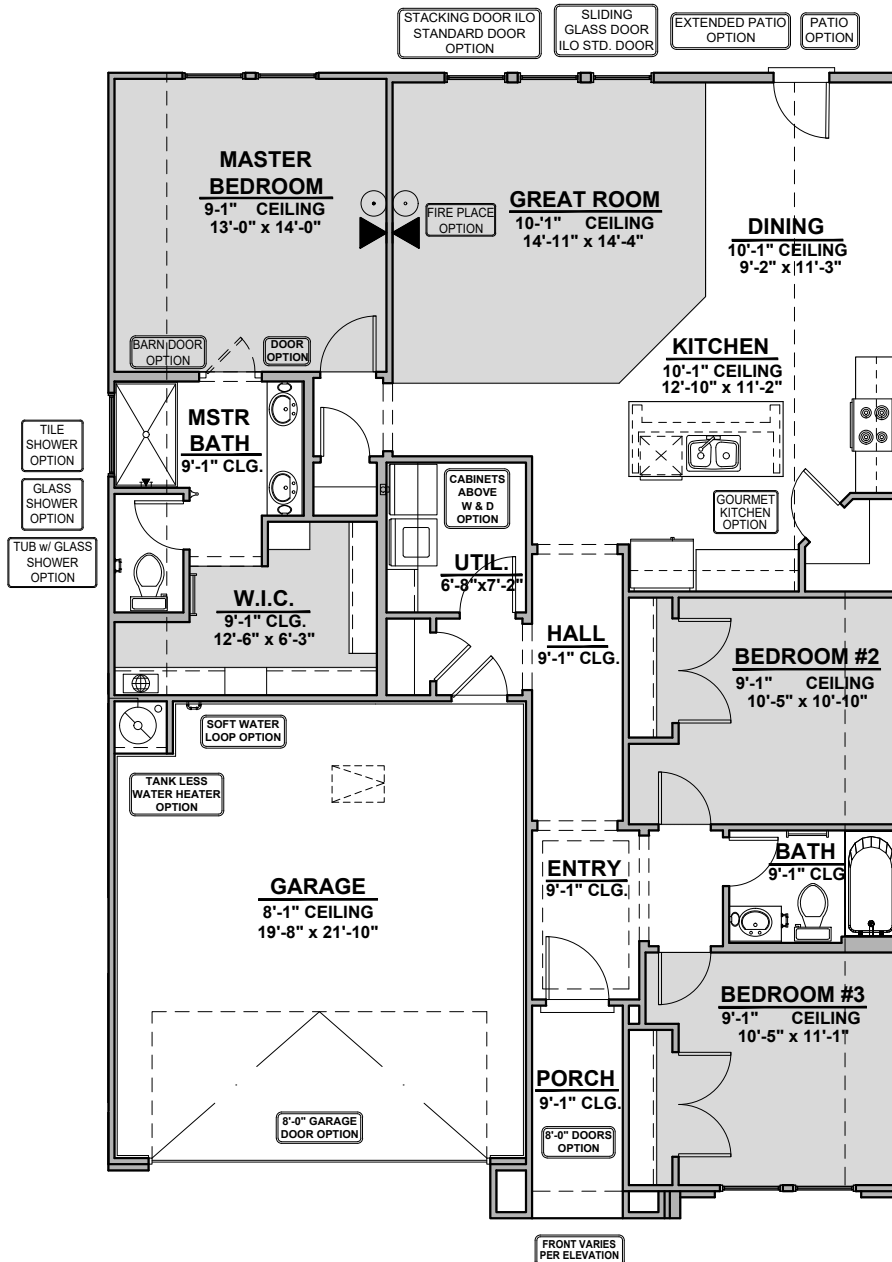 STACKING DOOR ILO
STANDARD DOOR
OPTION
SLIDING
GLASS DOOR
ILO STD. DOOR
EXTENDED PATIO
OPTION
PATIO
OPTION
MASTER
BEDROOM
9-1" CEILING
13'-0" x 14'-0"
FIRE PLACE
OPTION
GREAT ROOM
10-'1" CEILING
14'-11" x 14'-4"
DINING
10'-1" CEILING
9'-2" x 11'-3"
BARN DOOR
OPTION
DOOR
OPTION
KITCHEN
10'-1" CEILING
12'-10" x 11'-2"
MSTR
BATH
9'-1" CLG.
TILE
SHOWER
OPTION
GLASS
SHOWER
OPTION
TUB w/ GLASS
SHOWER
OPTION
CABINETS
ABOVE
W & D
OPTION
GOURMET
KITCHEN
OPTION
UTIL.
6'-8"x7'-2"
W.I.C.
9'-1" CLG.
12'-6" x 6'-3"
HALL
9'-1" CLG.
BEDROOM #2
9'-1" CEILING
10'-5" x 10'-10"
SOFT WATER
LOOP OPTION
TANK LESS
WATER HEATER
OPTION
GARAGE
8'-1" CEILING
19'-8" x 21'-10"
ENTRY
9'-1" CLG.
BATH
9'-1" CLG
BEDROOM #3
9'-1" CEILING
10'-5" x 11'-1"
PORCH
9'-1" CLG.
8'-0" GARAGE
DOOR OPTION
8'-0" DOORS
OPTION
FRONT VARIES
PER ELEVATION